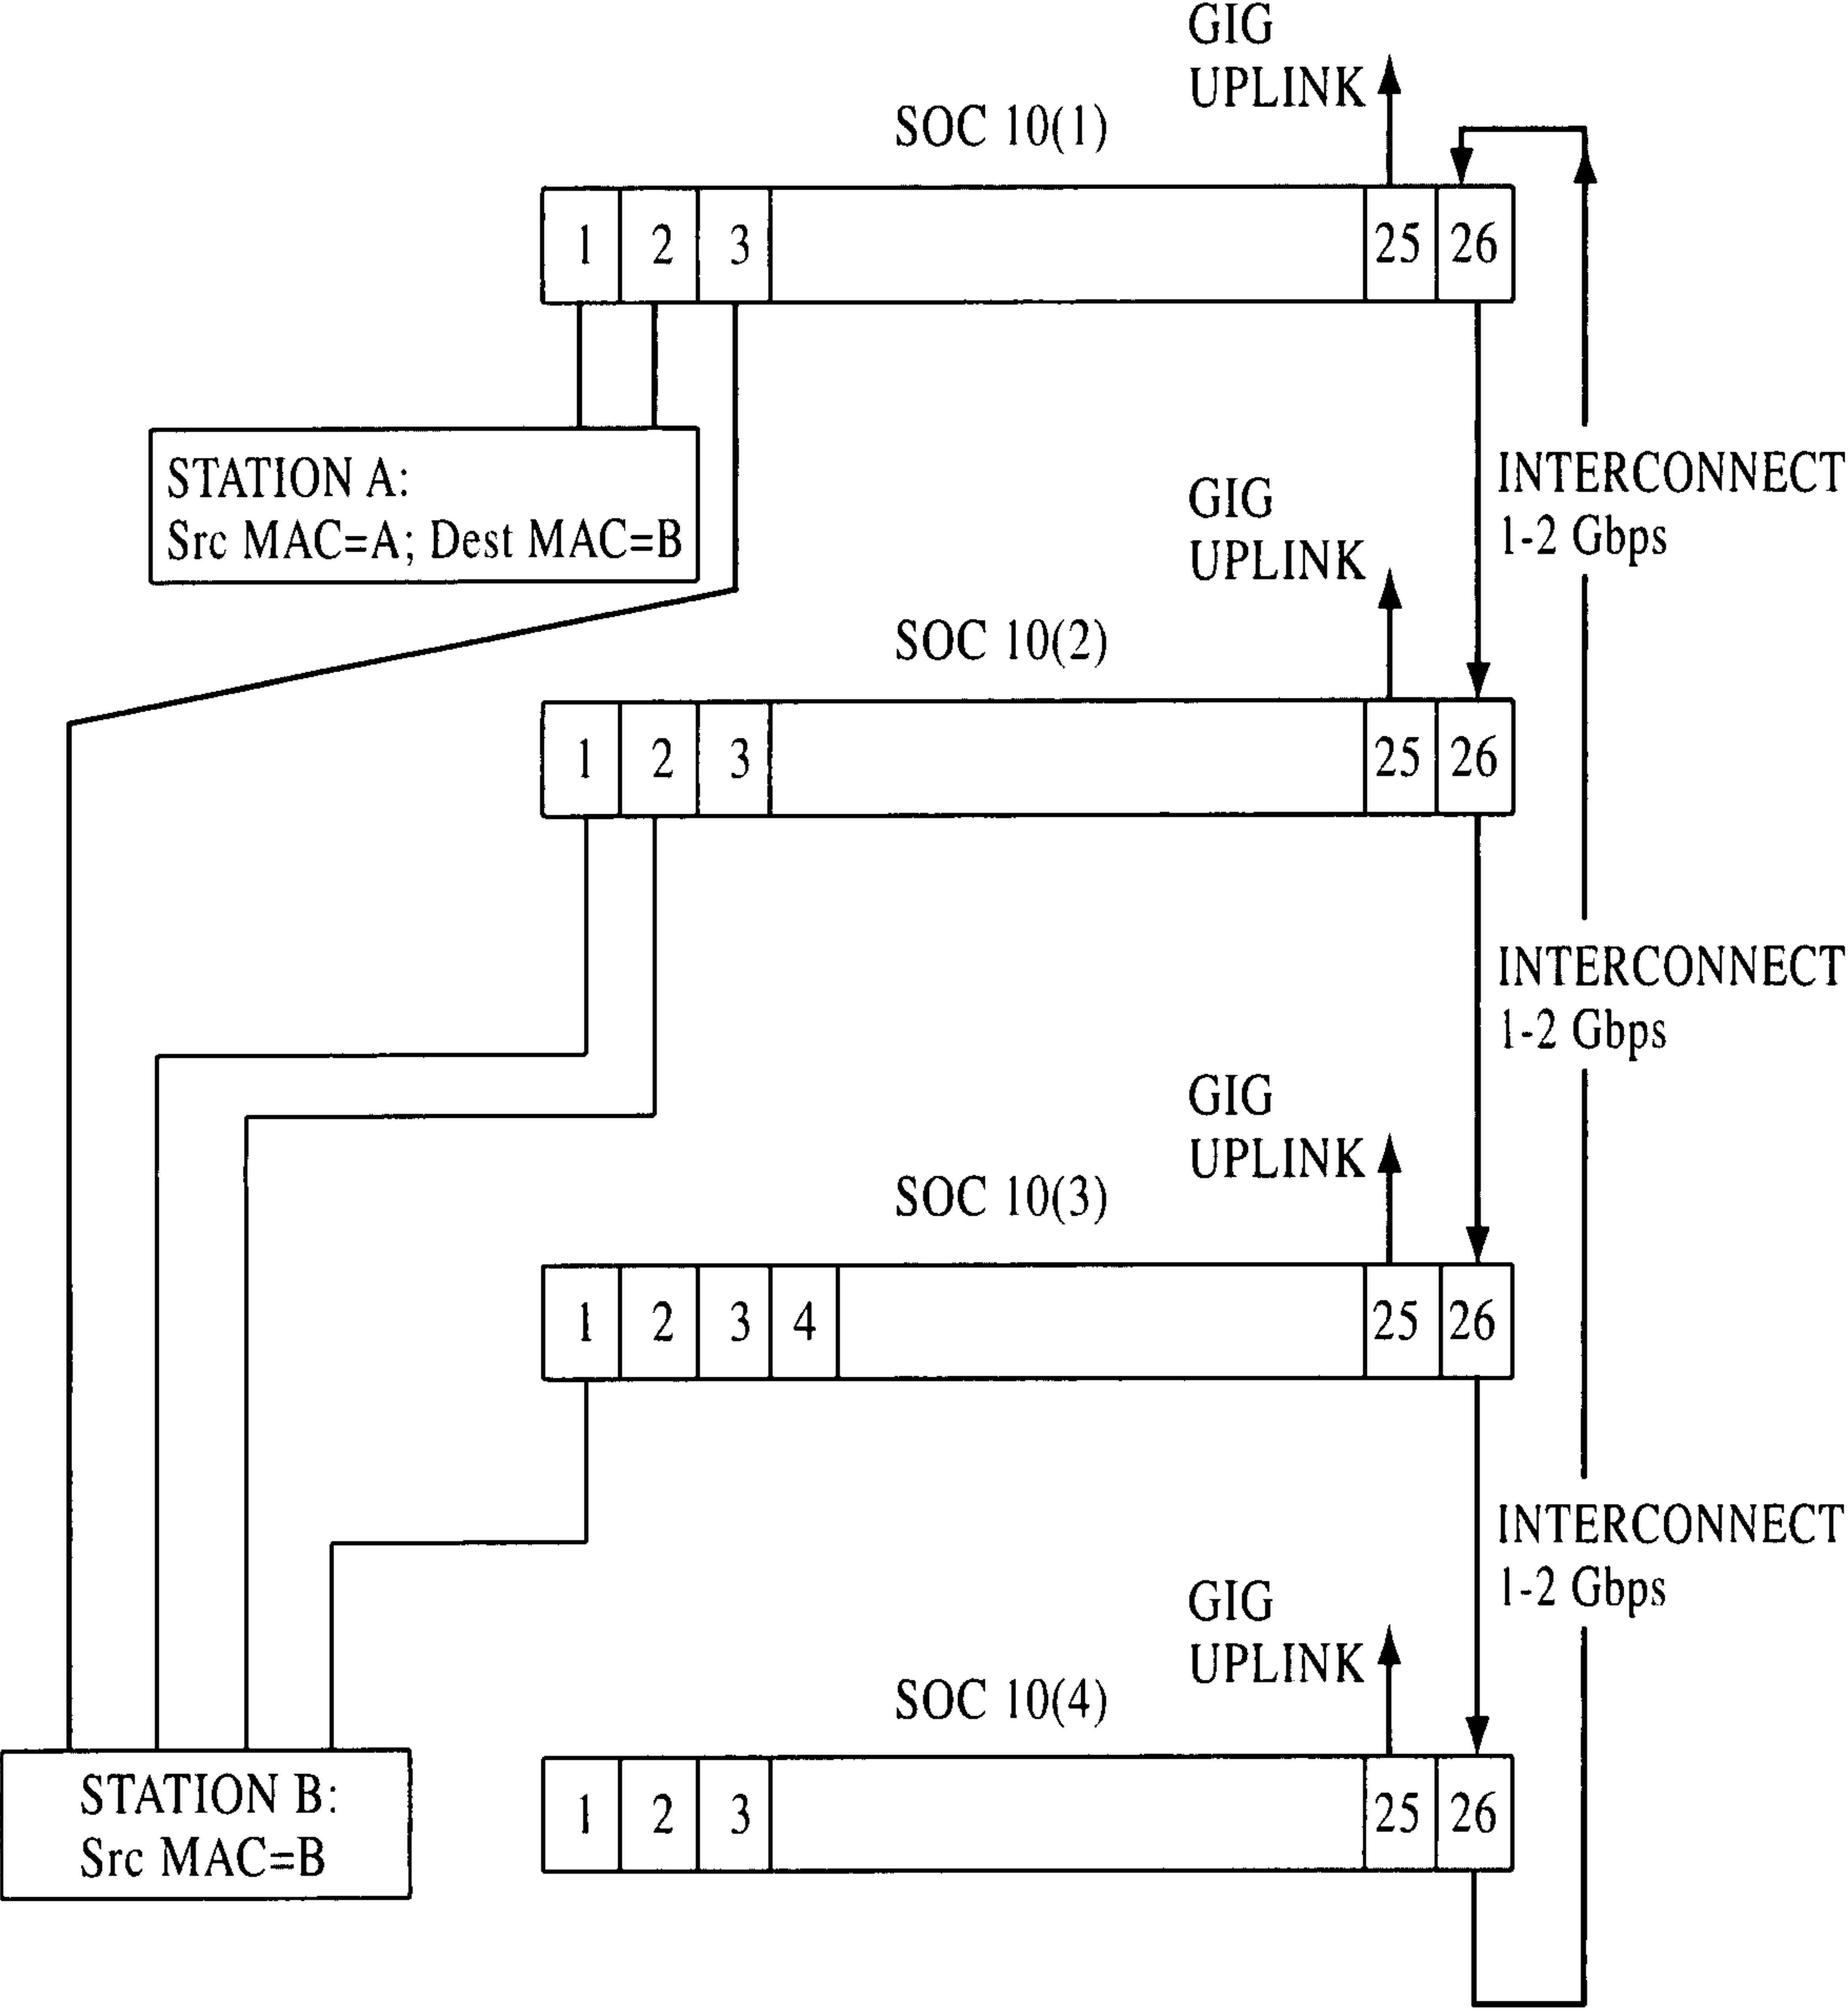 GIG
UPLINK
SOC 10(1)
1 2 3 25 26
STATION A:
Src MAC=A; Dest MAC=B
INTERCONNECT
1-2 Gbps
GIG
UPLINK
SOC 10(2)
1 2 3 25 26
INTERCONNECT
1-2 Gbps
GIG
UPLINK
SOC 10(3)
1 2 3 4 25 26
INTERCONNECT
1-2 Gbps
GIG
UPLINK
SOC 10(4)
1 2 3 25 26
STATION B:
Src MAC=B